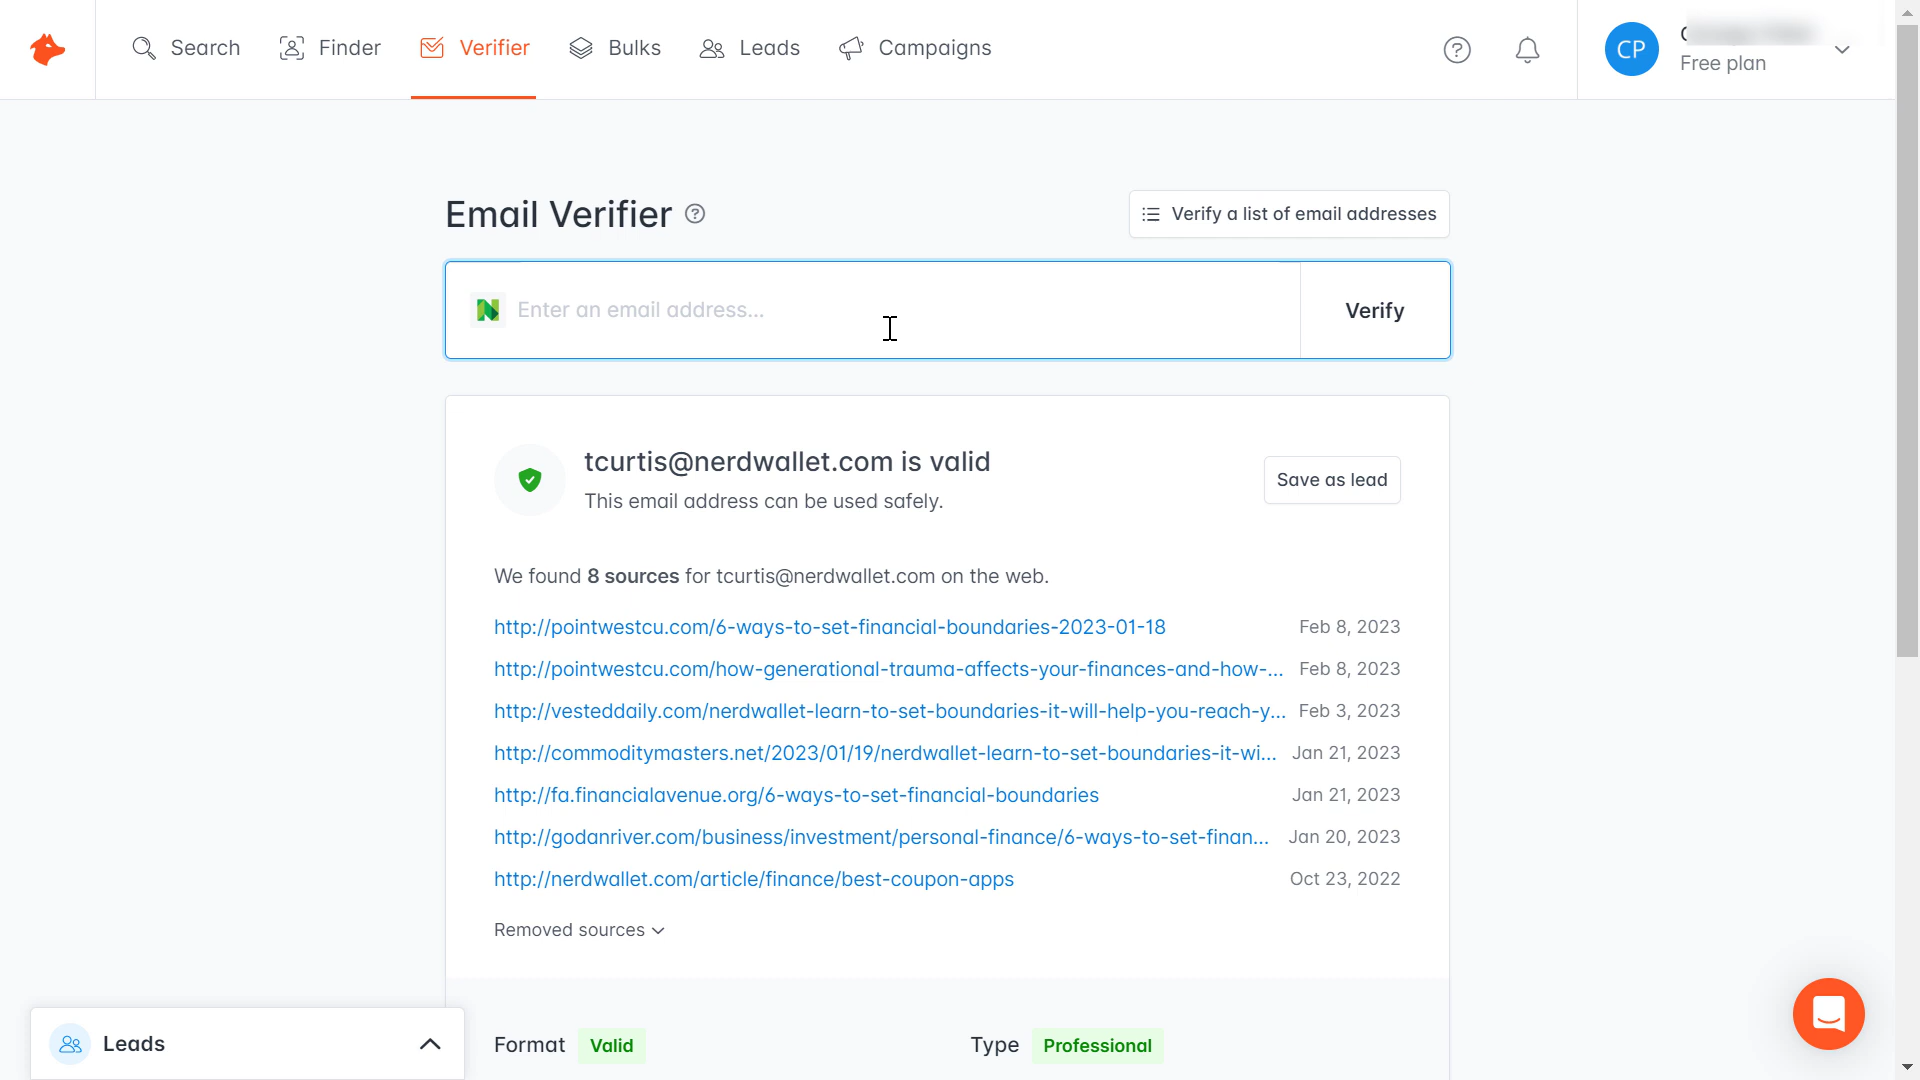 Search Finder Verifier Bulks Leads Campaigns
CP
Free plan
Email Verifier
Verify a list of email addresses
Enter an email address...
Verify
tcurtis@nerdwallet.com is valid
This email address can be used safely.
Save as lead
We found 8 sources for tcurtis@nerdwallet.com on the web.
http://pointwestcu.com/6-ways-to-set-financial-boundaries-2023-01-18 Feb 8, 2023
http://pointwestcu.com/how-generational-trauma-affects-your-finances-and-how-... Feb 8, 2023
http://vesteddaily.com/nerdwallet-learn-to-set-boundaries-it-will-help-you-reach-y... Feb 3, 2023
http://commoditymasters.net/2023/01/19/nerdwallet-learn-to-set-boundaries-it-wi... Jan 21, 2023
http://fa.financialavenue.org/6-ways-to-set-financial-boundaries Jan 21, 2023
http://godanriver.com/business/investment/personal-finance/6-ways-to-set-finan... Jan 20, 2023
http://nerdwallet.com/article/finance/best-coupon-apps Oct 23, 2022
Removed sources
Format Valid Type Professional
Leads